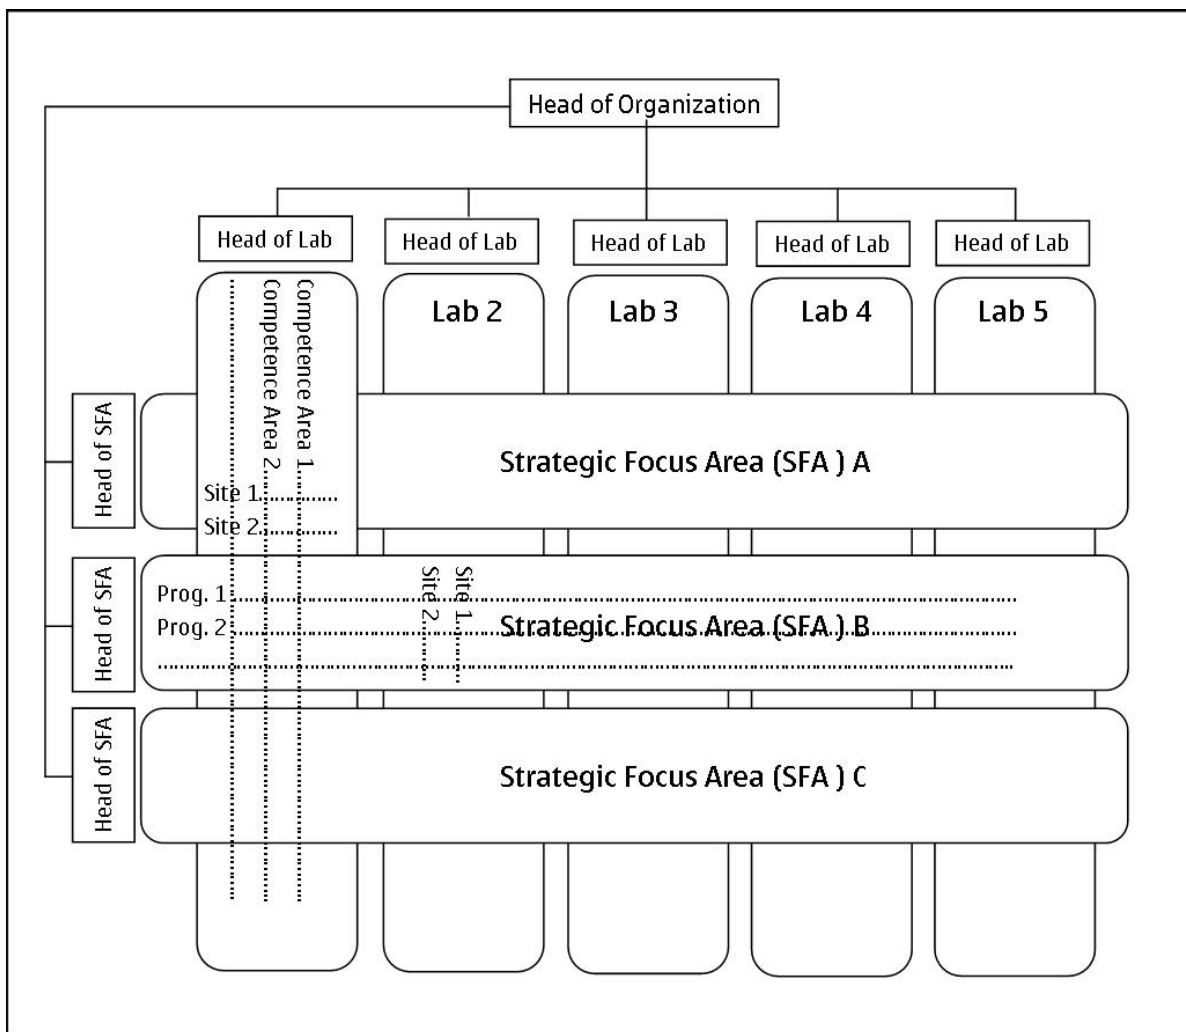 Head of Organization
Head of Lab
Head of Lab
Head of Lab
Head of Lab
Head of Lab
Competence Area 1
Competence Area 2
Lab 2
Lab 3
Lab 4
Lab 5
Head of SFA
Strategic Focus Area (SFA ) A
Site 1
Site 2
Head of SFA
Prog. 1
Prog. 2
Site 1
Site 2
Strategic Focus Area (SFA ) B
Head of SFA
Strategic Focus Area (SFA ) C